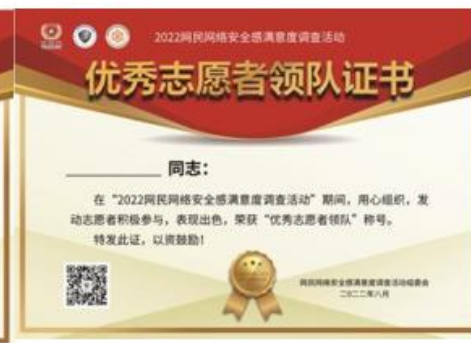 2022网民网络安全感满意度调查活动
优秀志愿者领队证书
同志：
在“2022网民网络安全感满意度调查活动”期间，用心组织，发
动志愿者积极参与，表现出色，荣获“优秀志愿者领队”称号。
特发此证，以资鼓励！
网民网络安全感满意度调查活动组委会
二〇二二年八月